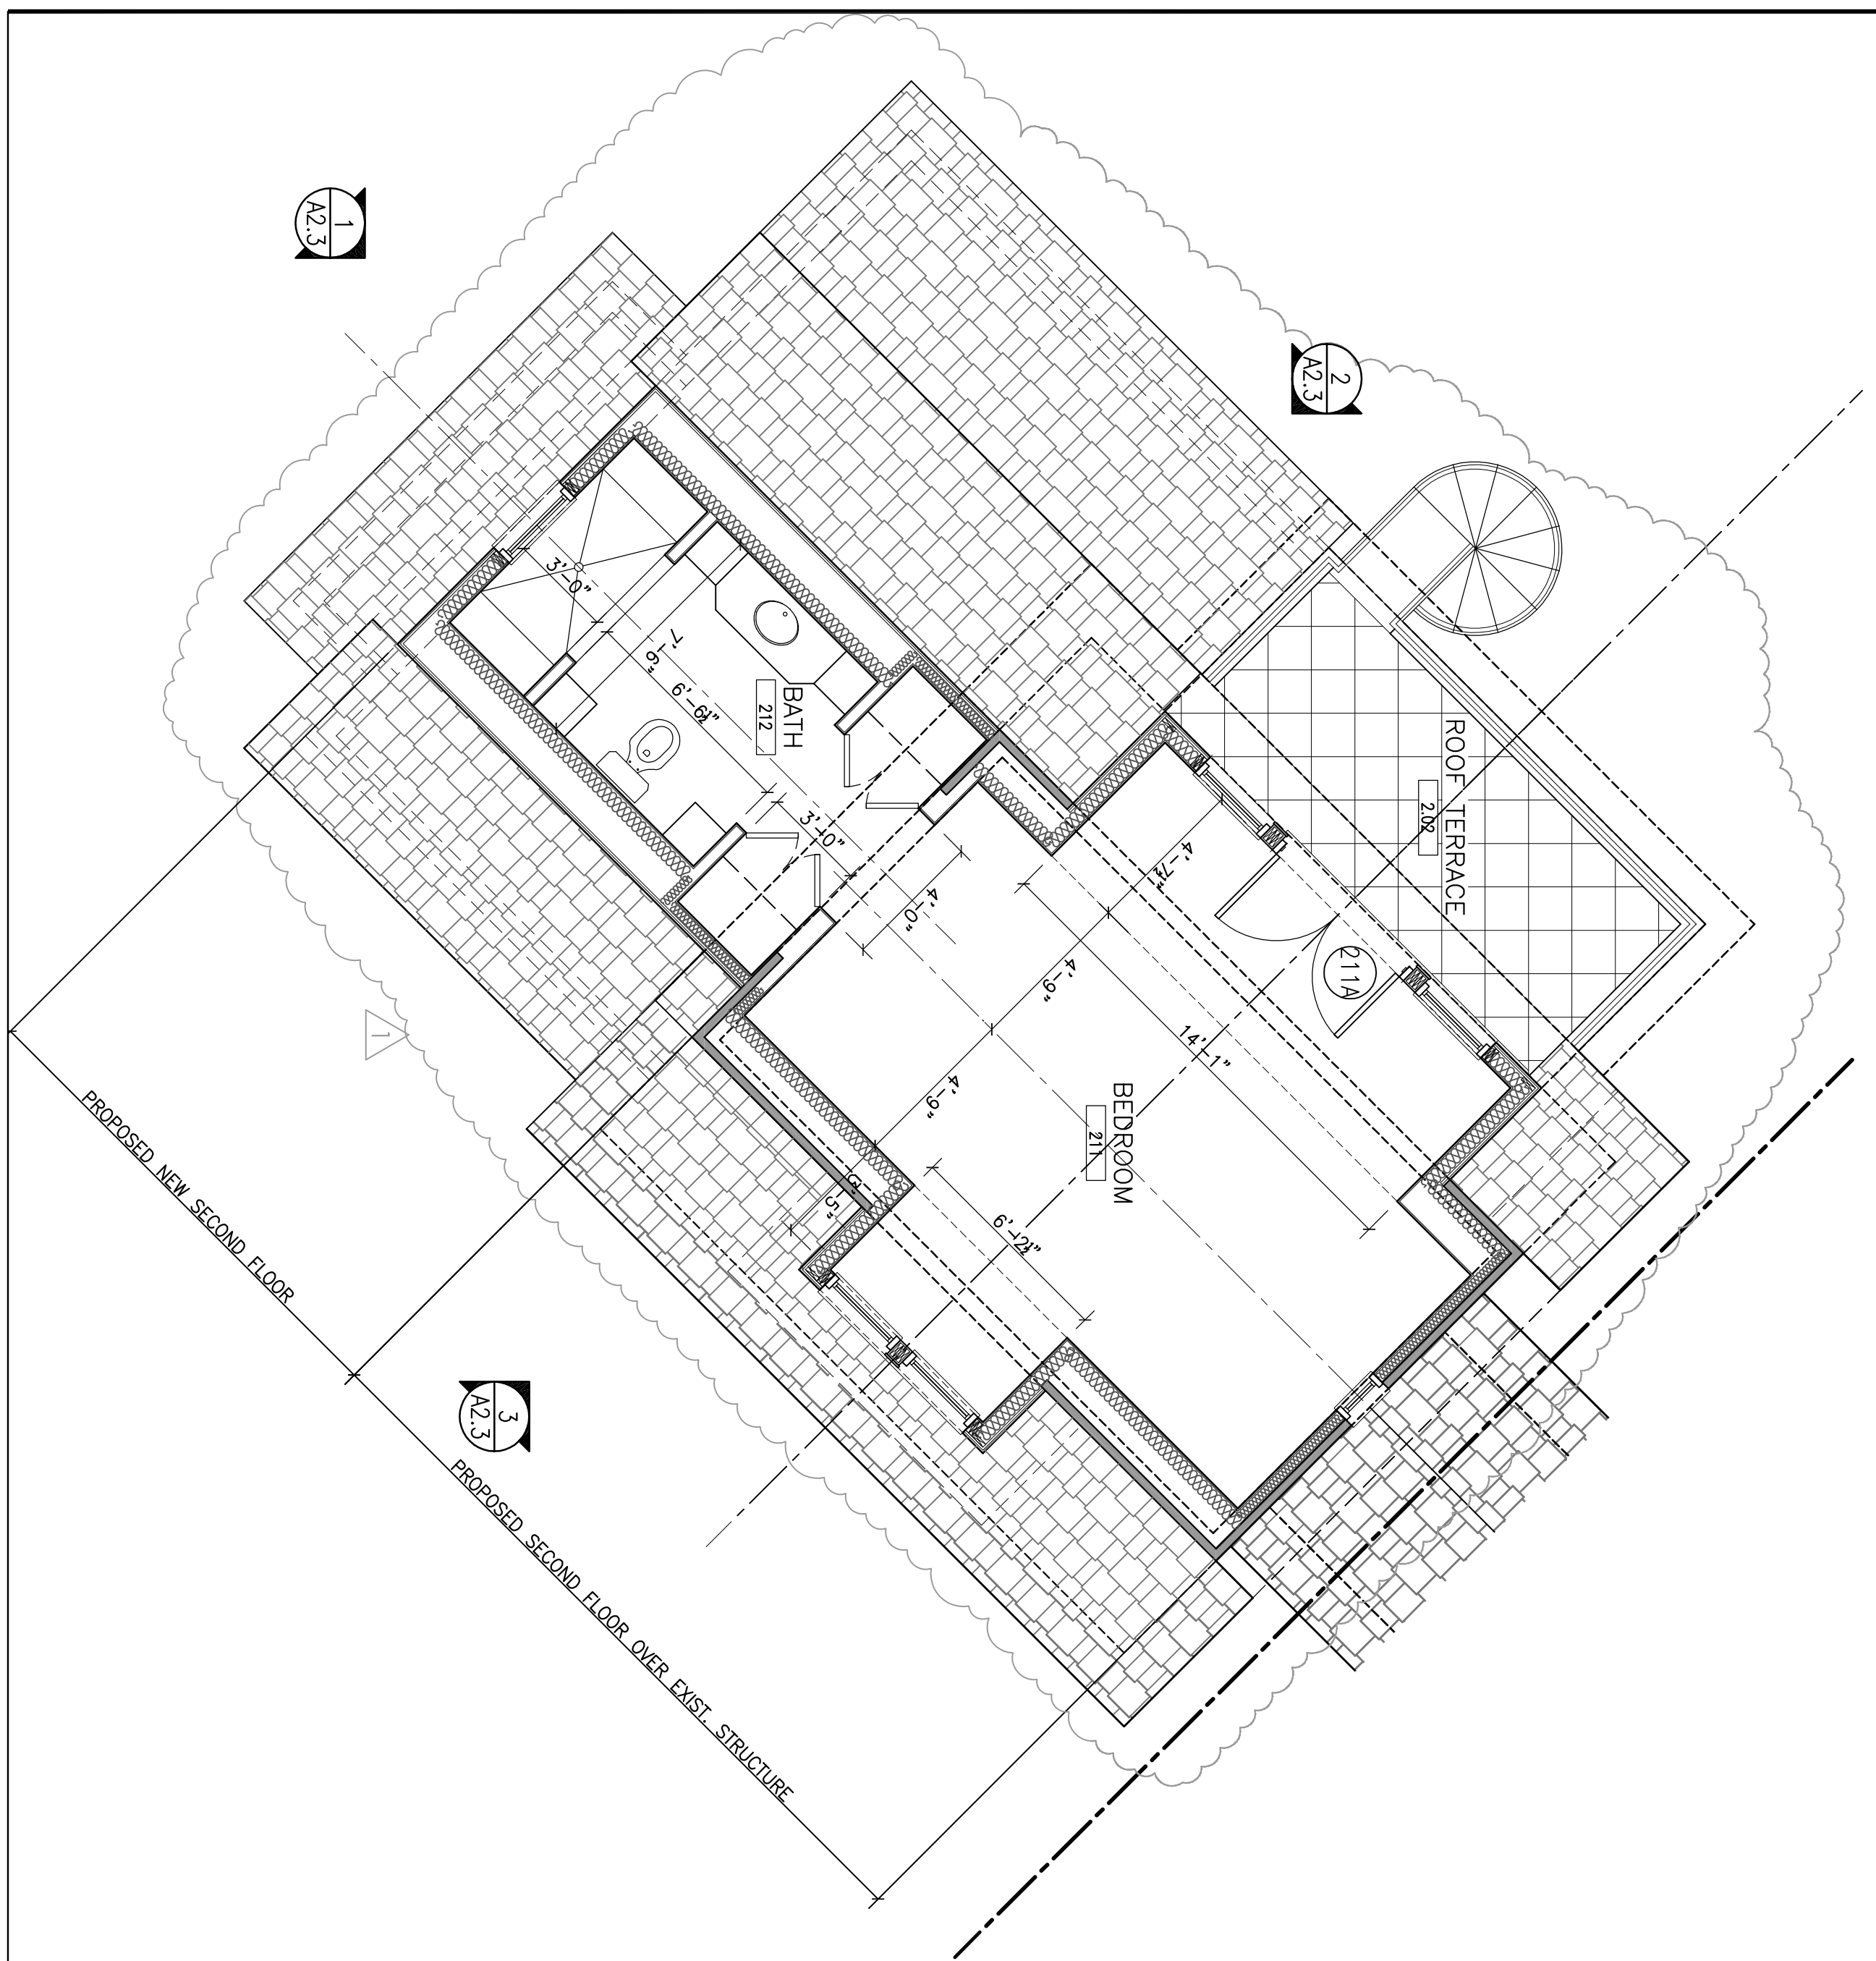 1
A2.3
2
A2.3
ROOF TERRACE
2.02
211A
BATH
212
3'-0"
7'-6"
6'-6½"
3'-0"
4'-0"
4'-7½"
4'-9"
14'-1"
4'-9"
BEDROOM
211
6'-2½"
1
PROPOSED NEW SECOND FLOOR
3
A2.3
PROPOSED SECOND FLOOR OVER EXIST. STRUCTURE